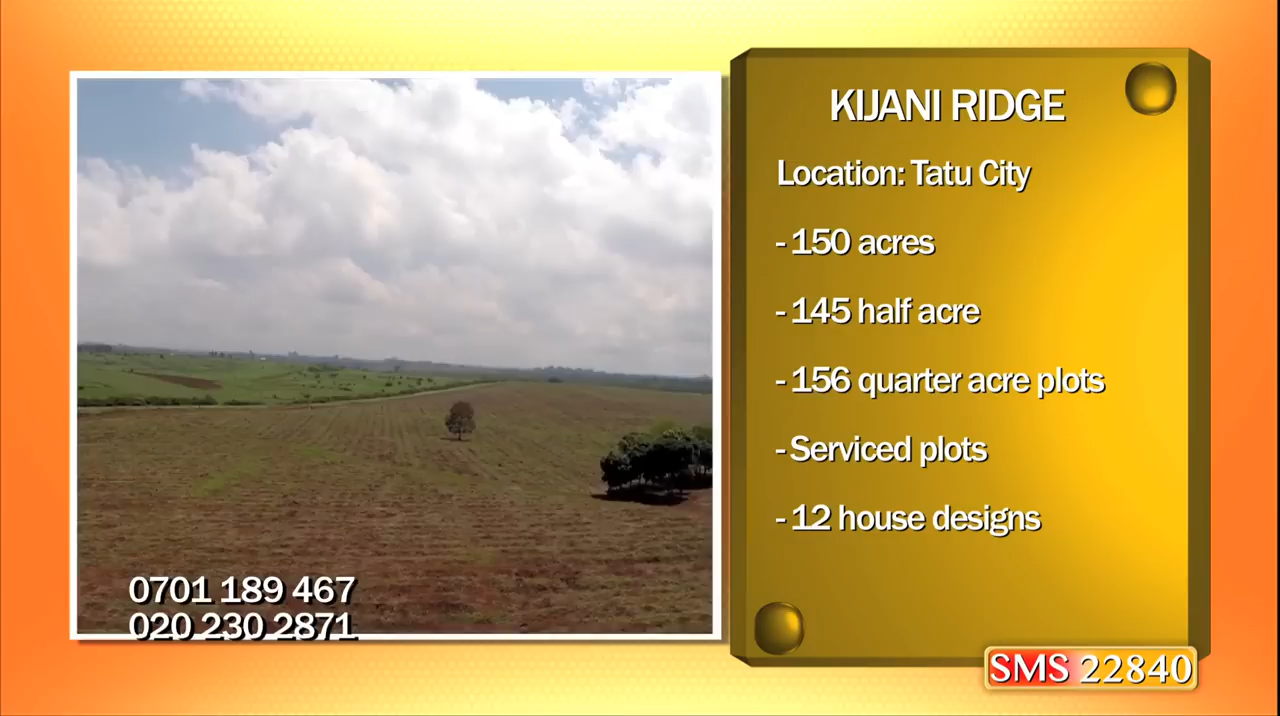 KIJANI RIDGE
Location: Tatu City
- 150 acres
- 145 half acre
- 156 quarter acre plots
- Serviced plots
- 12 house designs
0701 189 467
020 230 2871
SMS 22840